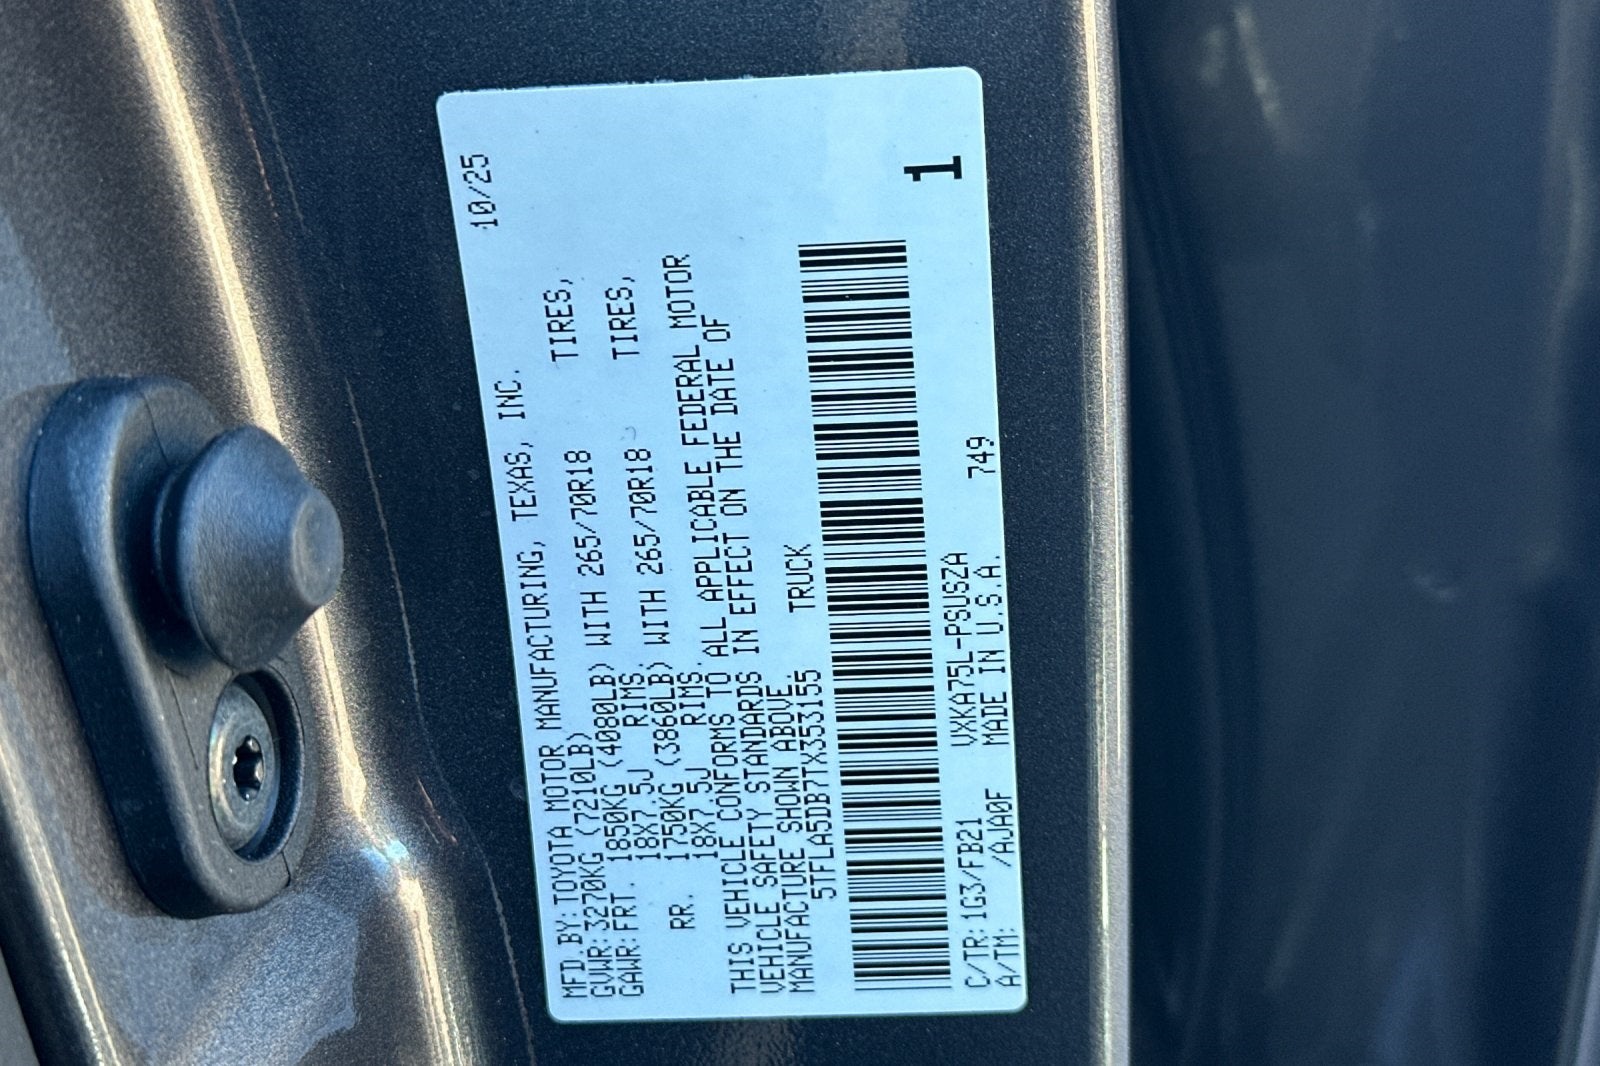 10/25
MFD.BY:TOYOTA MOTOR MANUFACTURING, TEXAS, INC.
GVWR:3270KG (7210LB)
GAWR:FRT. 1850KG (4080LB) WITH 265/70R18 TIRES,
18X7.5J RIMS.
RR. 1750KG (3860LB) WITH 265/70R18 TIRES,
18X7.5J RIMS.
THIS VEHICLE CONFORMS TO ALL APPLICABLE FEDERAL MOTOR
VEHICLE SAFETY STANDARDS IN EFFECT ON THE DATE OF
MANUFACTURE SHOWN ABOVE.
5TFLA5DB7TX353155 TRUCK
1
C/TR:1G3/FB21 VXKA75L-PSUSZA
A/TM: /AJA0F MADE IN U.S.A. 749